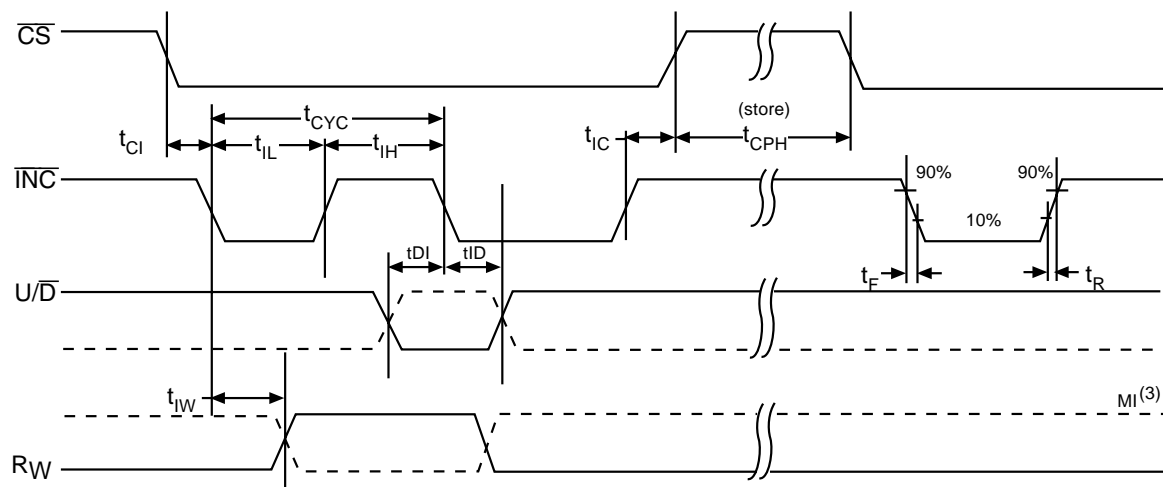 CS
(store)
tCYC
tCI
tIL
tIH
tIC
tCPH
INC
90%
90%
10%
tDI
tID
tF
tR
U/D
tIW
MI(3)
RW